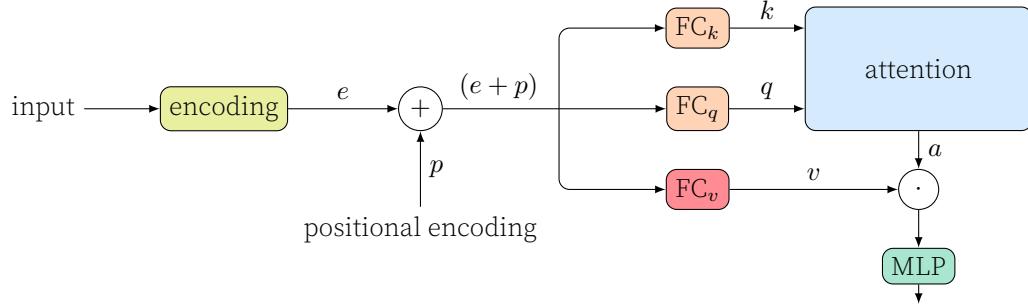 FC_k
k
attention
input
encoding
e
+
(e + p)
FC_q
q
p
a
FC_v
v
·
positional encoding
MLP